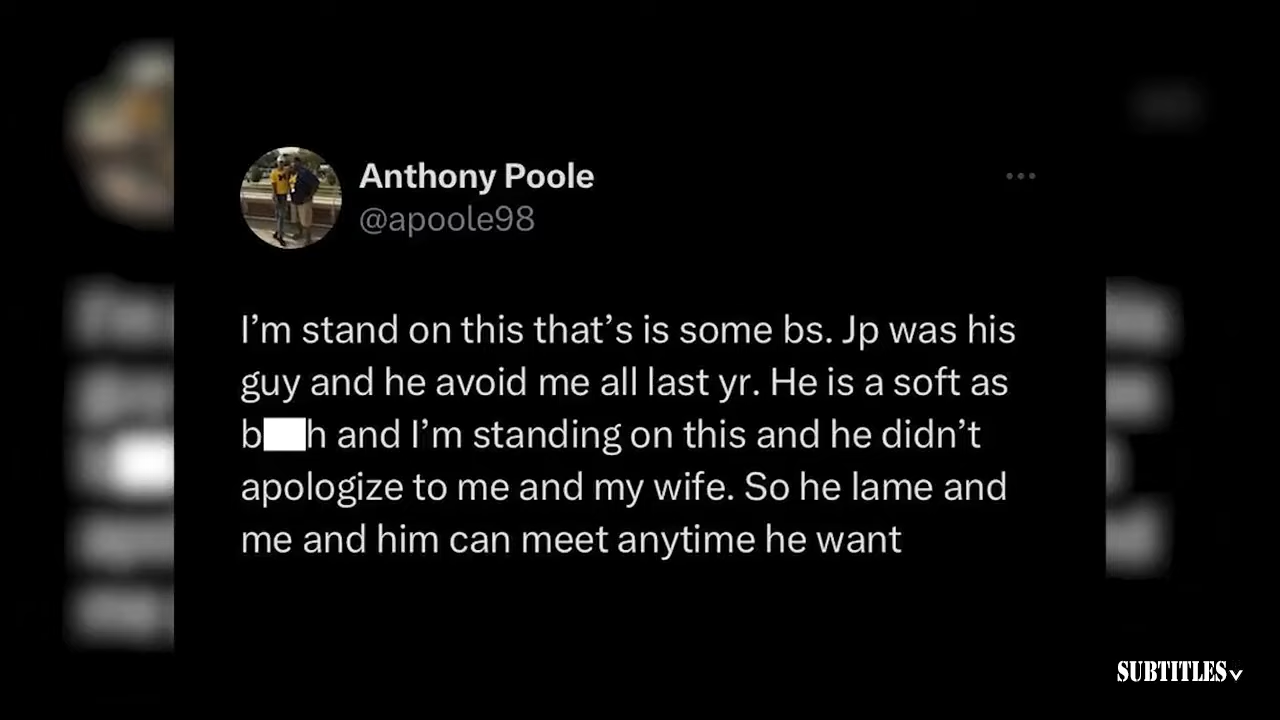 Anthony Poole
@apoole98
I'm stand on this that's is some bs. Jp was his
guy and he avoid me all last yr. He is a soft as
b h and I'm standing on this and he didn't
apologize to me and my wife. So he lame and
me and him can meet anytime he want
SUBTITLES